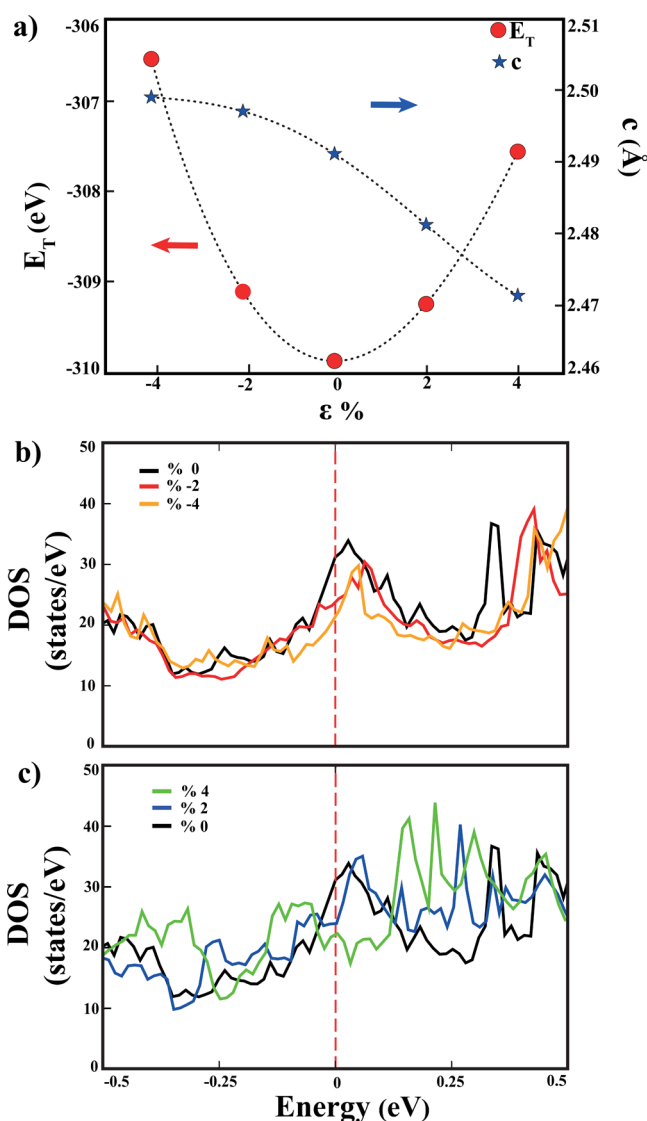 a)
-306
-307
-308
-309
-310
E_T (eV)
E_T
c
2.51
2.50
2.49
2.48
2.47
2.46
c (Å)
-4 -2 0 2 4
ε %
b)
50
40
30
20
10
0
DOS
(states/eV)
% 0
% -2
% -4
c)
50
40
30
20
10
0
DOS
(states/eV)
% 4
% 2
% 0
-0.5 -0.25 0 0.25 0.5
Energy (eV)